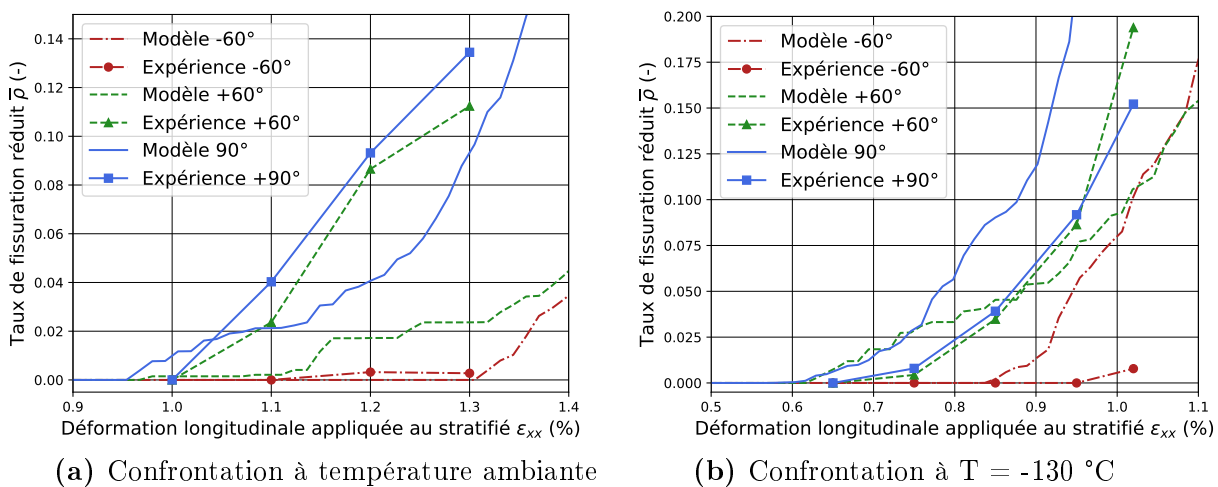 Modèle -60°
Expérience -60°
Modèle +60°
Expérience +60°
Modèle 90°
Expérience +90°
0.14
0.12
0.10
0.08
0.06
0.04
0.02
0.00
0.9
1.0
1.1
1.2
1.3
1.4
Taux de fissuration réduit ρ̅ (-)
Déformation longitudinale appliquée au stratifié εxx (%)
(a) Confrontation à température ambiante
Modèle -60°
Expérience -60°
Modèle +60°
Expérience +60°
Modèle 90°
Expérience +90°
0.200
0.175
0.150
0.125
0.100
0.075
0.050
0.025
0.000
0.5
0.6
0.7
0.8
0.9
1.0
1.1
Taux de fissuration réduit ρ̅ (-)
Déformation longitudinale appliquée au stratifié εxx (%)
(b) Confrontation à T = -130 °C